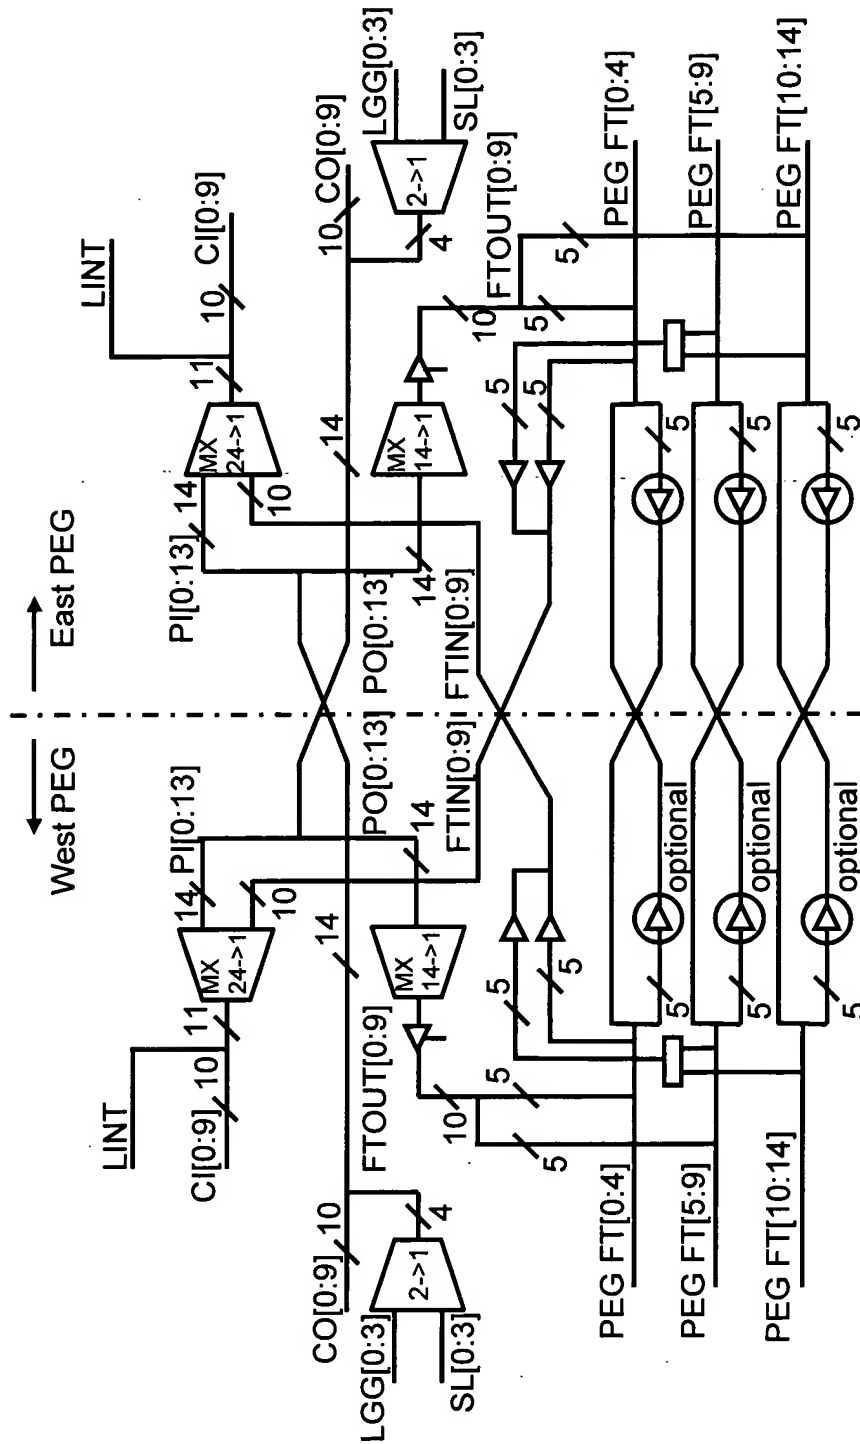 West PEG
East PEG
LINT
LINT
CI[0:9]
10
11
MX
24->1
14
PI[0:13]
10
PI[0:13]
14
10
MX
24->1
11
10
CI[0:9]
CO[0:9]
10
14
14
10
CO[0:9]
LGG[0:3]
SL[0:3]
2->1
4
FTOUT[0:9]
MX
14->1
14
PO[0:13]
PO[0:13]
14
MX
14->1
4
2->1
LGG[0:3]
SL[0:3]
10
FTIN[0:9]
FTIN[0:9]
10
FTOUT[0:9]
5
5
5
5
5
5
5
5
PEG FT[0:4]
5
optional
5
PEG FT[0:4]
PEG FT[5:9]
5
optional
5
PEG FT[5:9]
PEG FT[10:14]
5
optional
5
PEG FT[10:14]